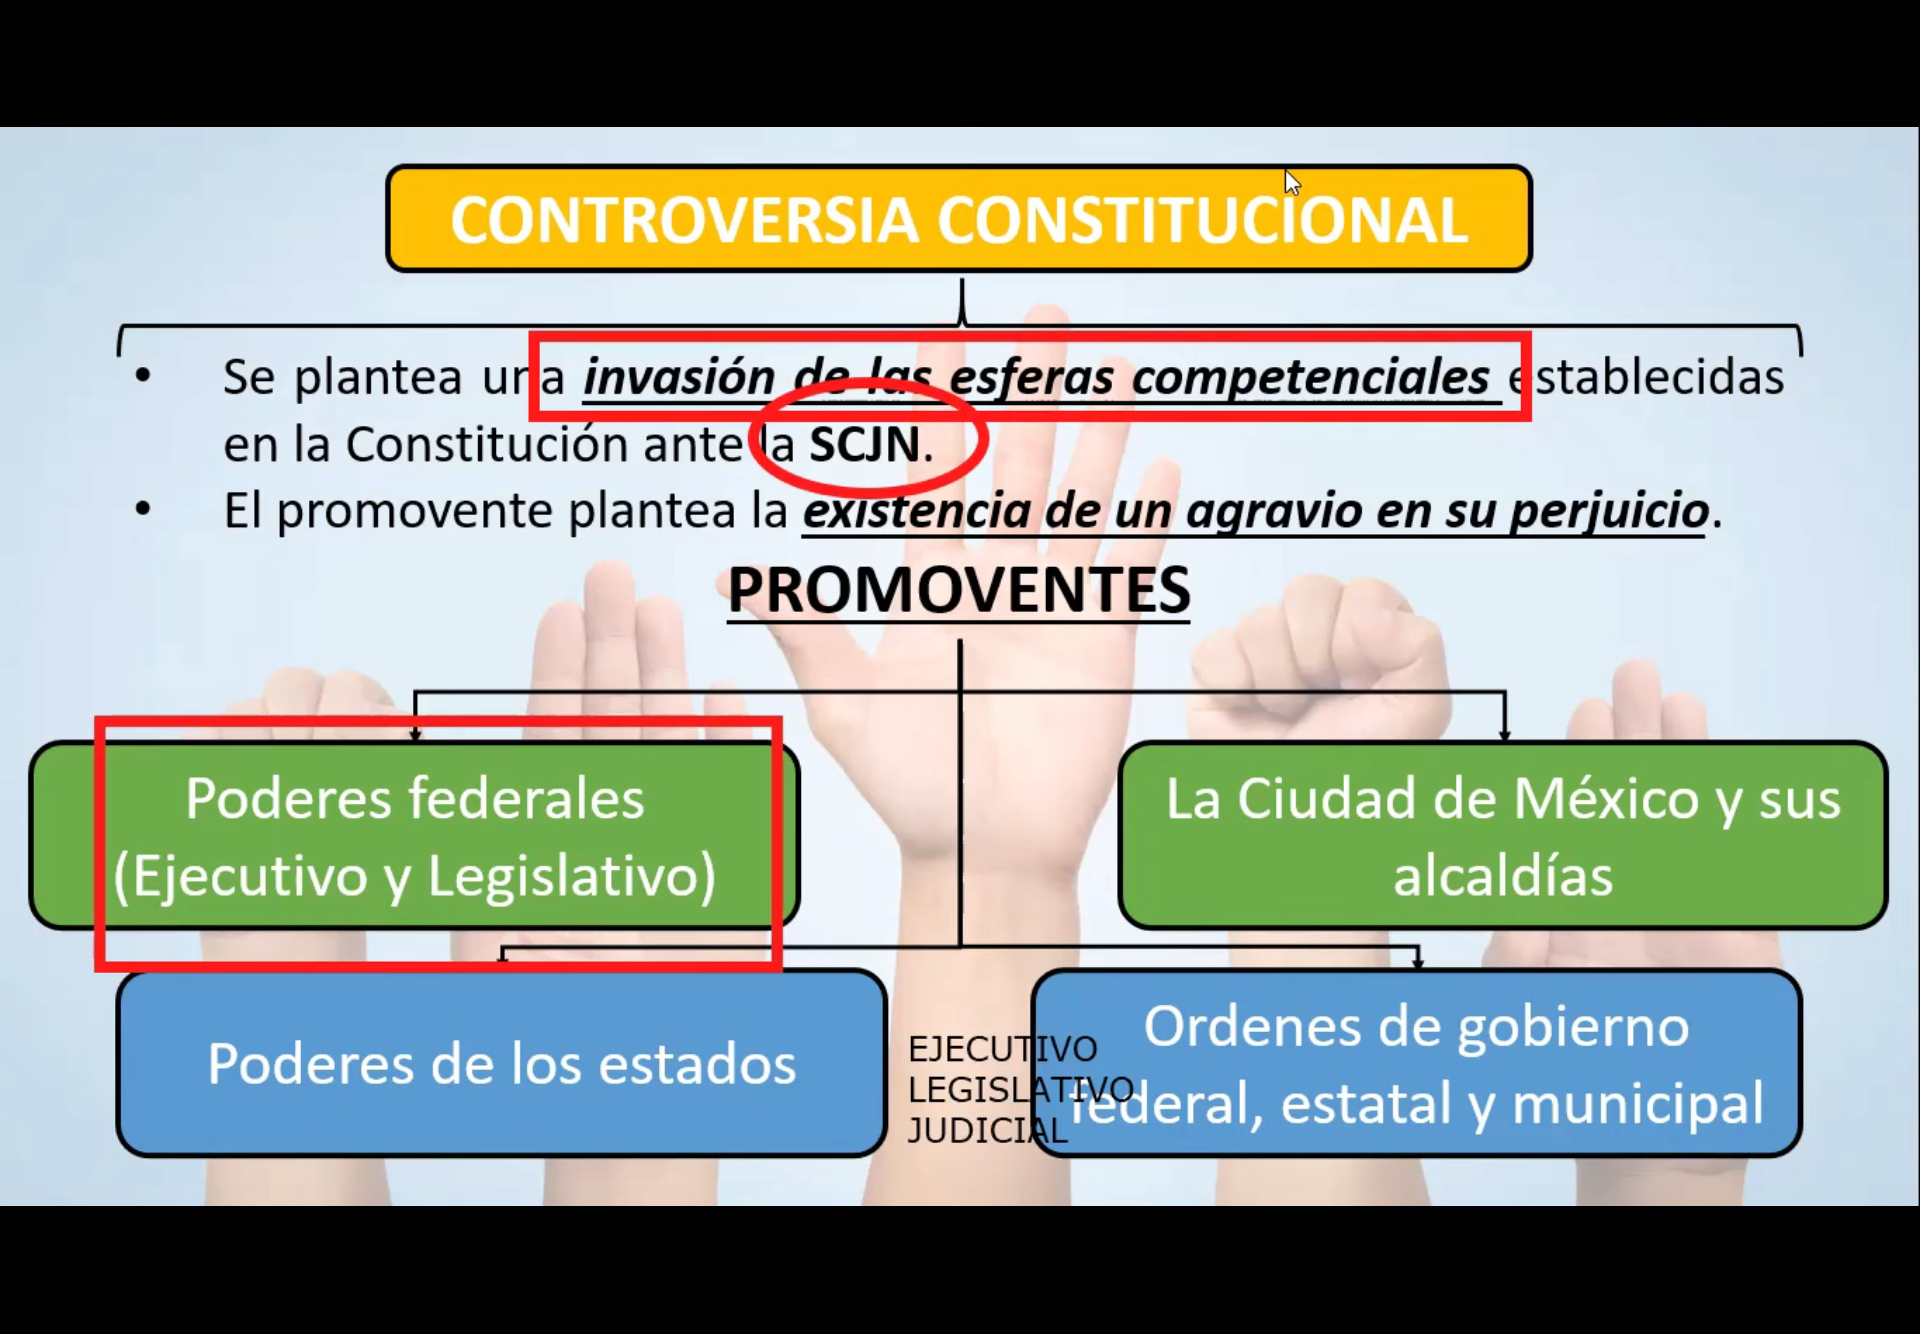 CONTROVERSIA CONSTITUCIONAL
• Se plantea una invasión de las esferas competenciales establecidas
en la Constitución ante la SCJN.
• El promovente plantea la existencia de un agravio en su perjuicio.
PROMOVENTES
Poderes federales
(Ejecutivo y Legislativo)
La Ciudad de México y sus
alcaldías
Poderes de los estados
EJECUTIVO
LEGISLATIVO
JUDICIAL
Ordenes de gobierno
federal, estatal y municipal